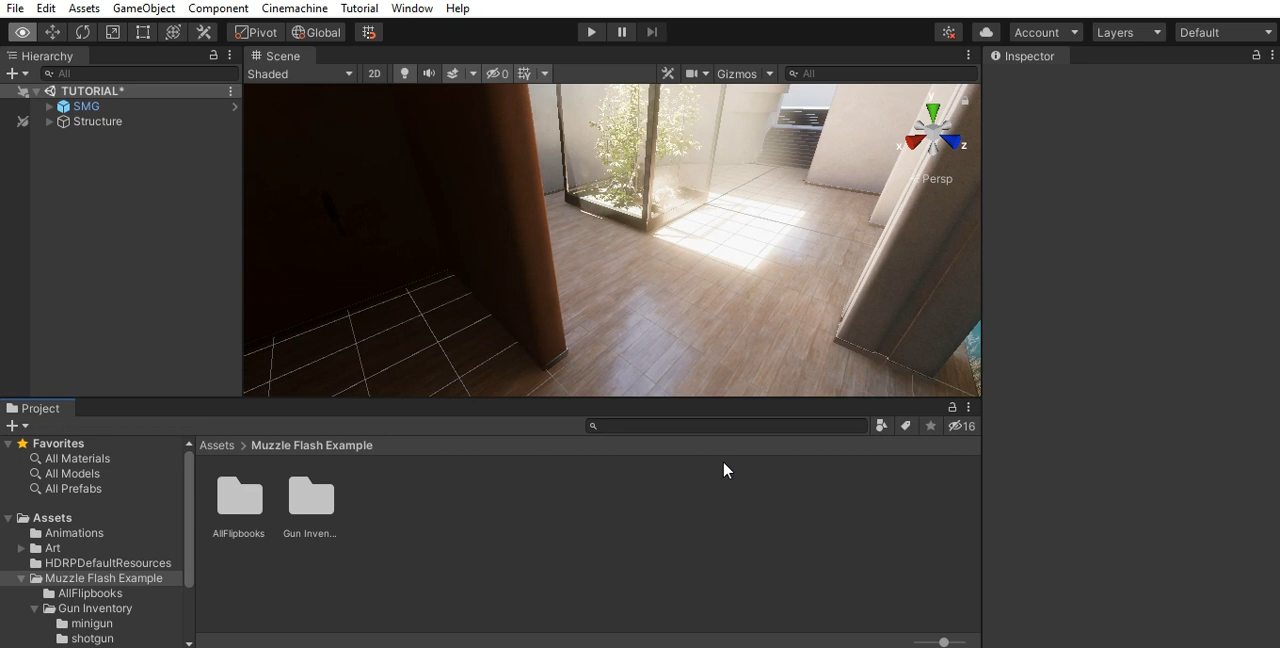 File Edit Assets GameObject Component Cinemachine Tutorial Window Help
Pivot Global Account Layers Default
Hierarchy Scene Inspector
All Shaded 2D 0 Gizmos All
TUTORIAL*
SMG
Structure
y
x z
Persp
Project
16
Favorites
All Materials
All Models
All Prefabs
Assets
Animations
Art
HDRPDefaultResources
Muzzle Flash Example
AllFlipbooks
Gun Inventory
minigun
shotgun
Assets > Muzzle Flash Example
AllFlipbooks Gun Inven...